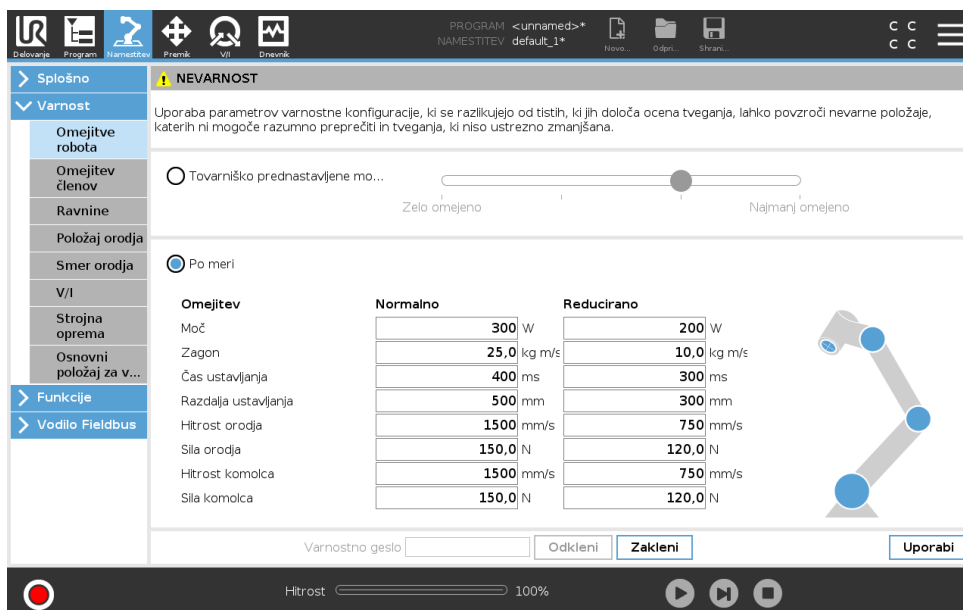 PROGRAM <unnamed>*
NAMESTITEV default_1*
Delovanje Program Namestitev Premik V/I Dnevnik Novo... Odpri... Shrani...
C C
C C
Splošno
Varnost
Omejitve robota
Omejitev členov
Ravnine
Položaj orodja
Smer orodja
V/I
Strojna oprema
Osnovni položaj za v...
Funkcije
Vodilo Fieldbus
NEVARNOST
Uporaba parametrov varnostne konfiguracije, ki se razlikujejo od tistih, ki jih določa ocena tveganja, lahko povzroči nevarne položaje,
katerih ni mogoče razumno preprečiti in tveganja, ki niso ustrezno zmanjšana.
Tovarniško prednastavljene mo...
Zelo omejeno Najmanj omejeno
Po meri
Omejitev Normalno Reducirano
Moč 300 W 200 W
Zagon 25,0 kg m/s 10,0 kg m/s
Čas ustavljanja 400 ms 300 ms
Razdalja ustavljanja 500 mm 300 mm
Hitrost orodja 1500 mm/s 750 mm/s
Sila orodja 150,0 N 120,0 N
Hitrost komolca 1500 mm/s 750 mm/s
Sila komolca 150,0 N 120,0 N
Varnostno geslo Odkleni Zakleni Uporabi
Hitrost 100%